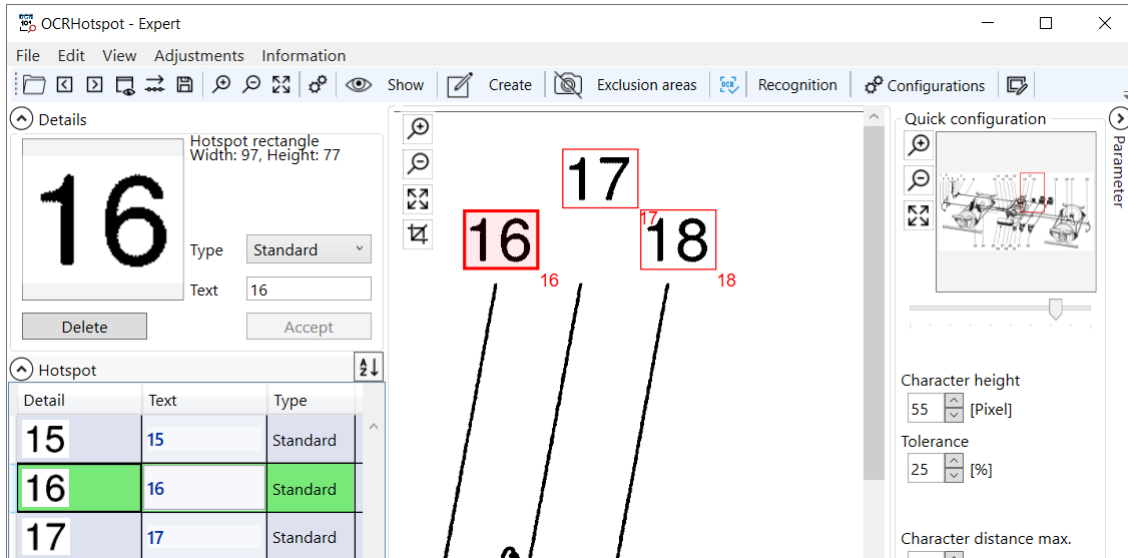 OCRHotspot - Expert
File Edit View Adjustments Information
Show Create Exclusion areas OCR Recognition Configurations
Details
Hotspot rectangle
Width: 97, Height: 77
16
Type Standard
Text 16
Delete Accept
Hotspot
Detail Text Type
15 15 Standard
16 16 Standard
17 17 Standard
17
17
16
18
16
18
Quick configuration
Parameter
Character height
55 [Pixel]
Tolerance
25 [%]
Character distance max.